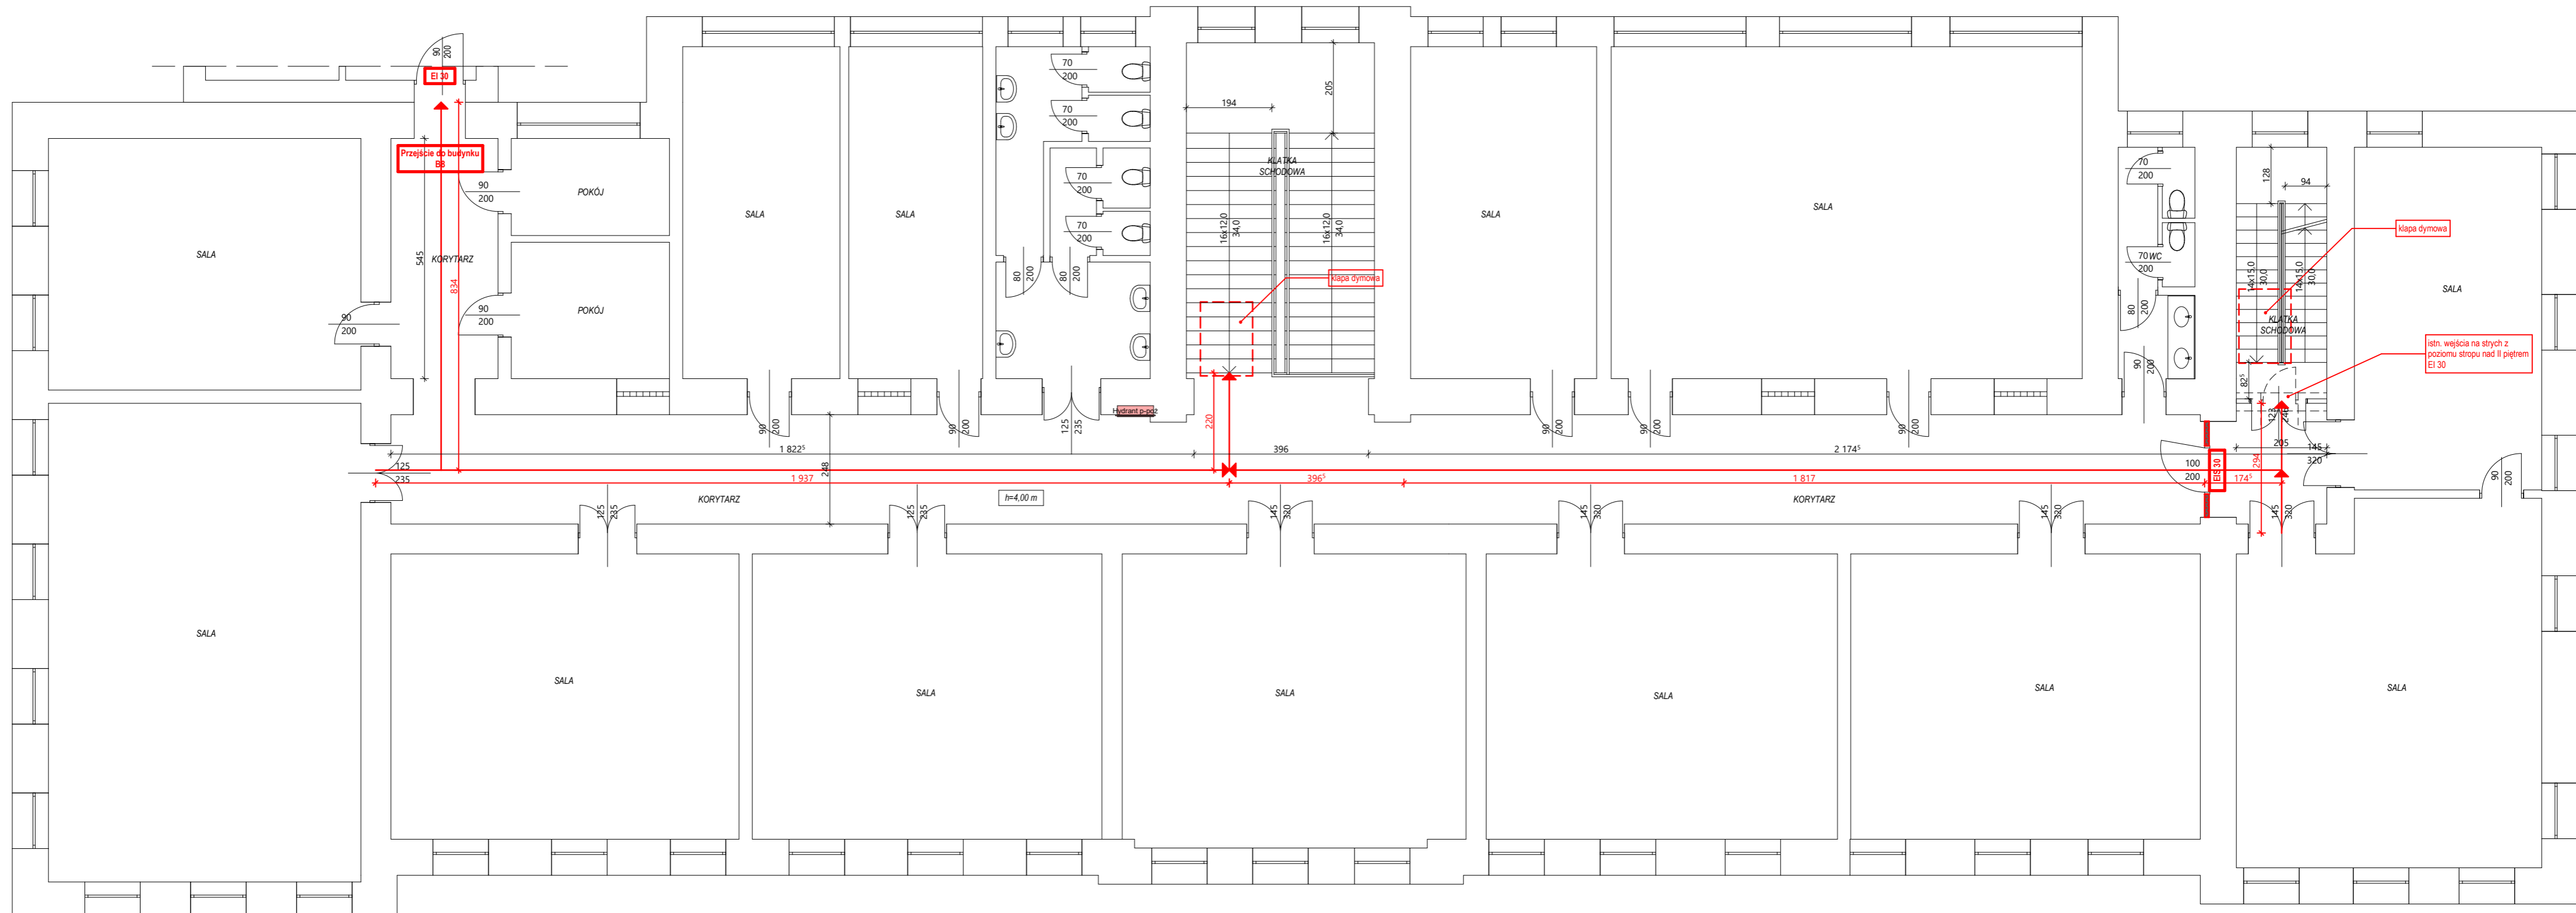 90
200
EI 30
Przejście do budynku
B8
90
200
POKÓJ
SALA
545
KORYTARZ
834
90
200
90
200
POKÓJ
SALA
SALA
70
200
70
200
70
200
70
200
80
200
80
200
194
205
KLATKA
SCHODOWA
16x12,0
34,0
16x12,0
34,0
klapa dymowa
SALA
SALA
70
200
70
WC
200
80
200
90
200
128
94
14x15,0
30,0
14x15,0
30,0
klapa dymowa
KLATKA
SCHODOWA
SALA
istn. wejścia na strych z
poziomu stropu nad II piętrem
EI 30
82⁵
123
240
205
145
320
294
90
200
90
200
125
235
Hydrant p-poż
220
90
200
90
200
90
200
1 822⁵
396
2 174⁵
248
125
235
1 937
396⁵
1 817
174⁵
100
200
EIS 30
KORYTARZ
h=4,00 m
KORYTARZ
90
200
125
235
125
235
145
320
145
320
145
320
145
320
SALA
SALA
SALA
SALA
SALA
SALA
SALA